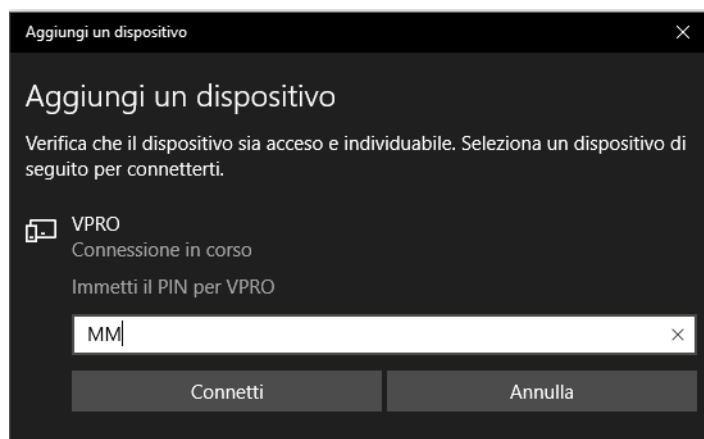 Aggiungi un dispositivo
Aggiungi un dispositivo
Verifica che il dispositivo sia acceso e individuabile. Seleziona un dispositivo di
seguito per connetterti.
VPRO
Connessione in corso
Immetti il PIN per VPRO
MM
Connetti
Annulla